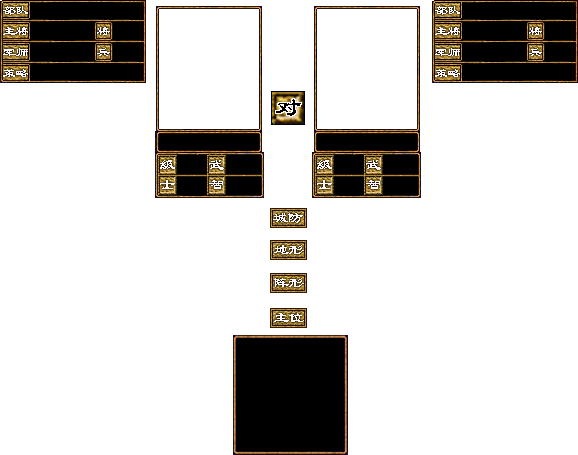 部队
主将 将
军师 兵
策略
级 武
士 智
对
级 武
士 智
部队
主将 将
军师 兵
策略
城防
地形
阵形
主位